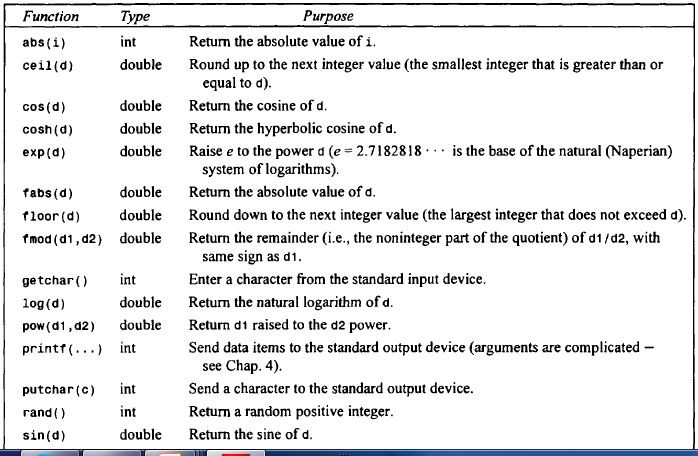 Function Type Purpose
abs(i) int Return the absolute value of i.
ceil(d) double Round up to the next integer value (the smallest integer that is greater than or
equal to d).
cos(d) double Return the cosine of d.
cosh(d) double Return the hyperbolic cosine of d.
exp(d) double Raise e to the power d (e = 2.7182818 · · · is the base of the natural (Naperian)
system of logarithms).
fabs(d) double Return the absolute value of d.
floor(d) double Round down to the next integer value (the largest integer that does not exceed d).
fmod(d1,d2) double Return the remainder (i.e., the noninteger part of the quotient) of d1/d2, with
same sign as d1.
getchar() int Enter a character from the standard input device.
log(d) double Return the natural logarithm of d.
pow(d1,d2) double Return d1 raised to the d2 power.
printf(...) int Send data items to the standard output device (arguments are complicated —
see Chap. 4).
putchar(c) int Send a character to the standard output device.
rand() int Return a random positive integer.
sin(d) double Return the sine of d.